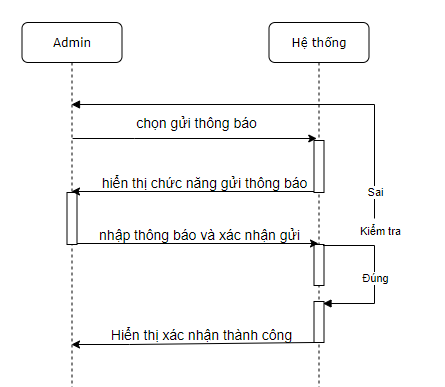 Admin
Hệ thống
chọn gửi thông báo
hiển thị chức năng gửi thông báo
Sai
nhập thông báo và xác nhận gửi
Kiểm tra
Đúng
Hiển thị xác nhận thành công